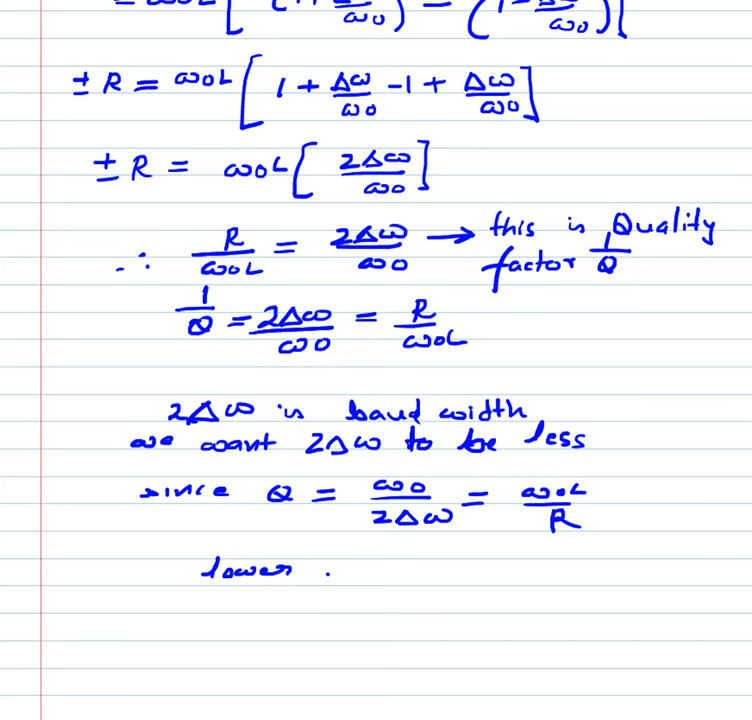 ± R = ω0L [ 1 + Δω/ω0 - 1 + Δω/ω0 ]
± R = ω0L [ 2Δω/ω0 ]
∴ R/ω0L = 2Δω/ω0 → this is Quality
factor 1/Q
1/Q = 2Δω/ω0 = R/ω0L
2Δω is band width
we want 2Δω to be less
since Q = ω0/2Δω = ω0L/R
lower .